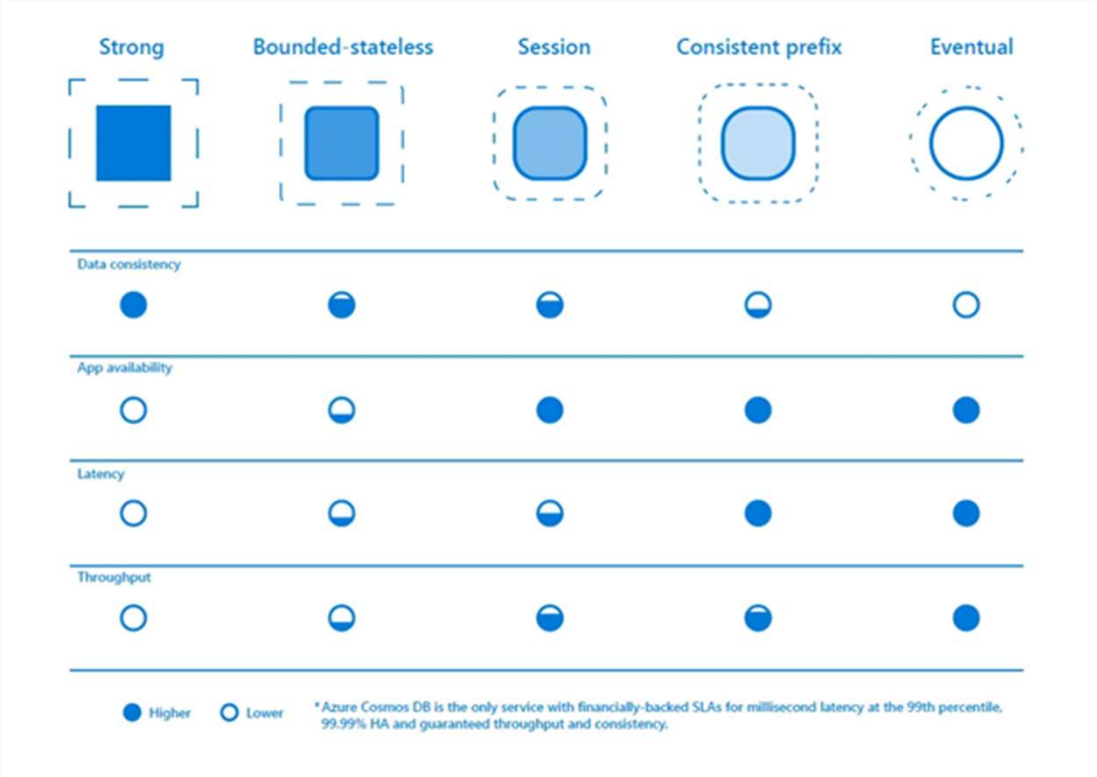 Strong Bounded-stateless Session Consistent prefix Eventual
Data consistency
App availability
Latency
Throughput
Higher Lower *Azure Cosmos DB is the only service with financially-backed SLAs for millisecond latency at the 99th percentile,
99.99% HA and guaranteed throughput and consistency.